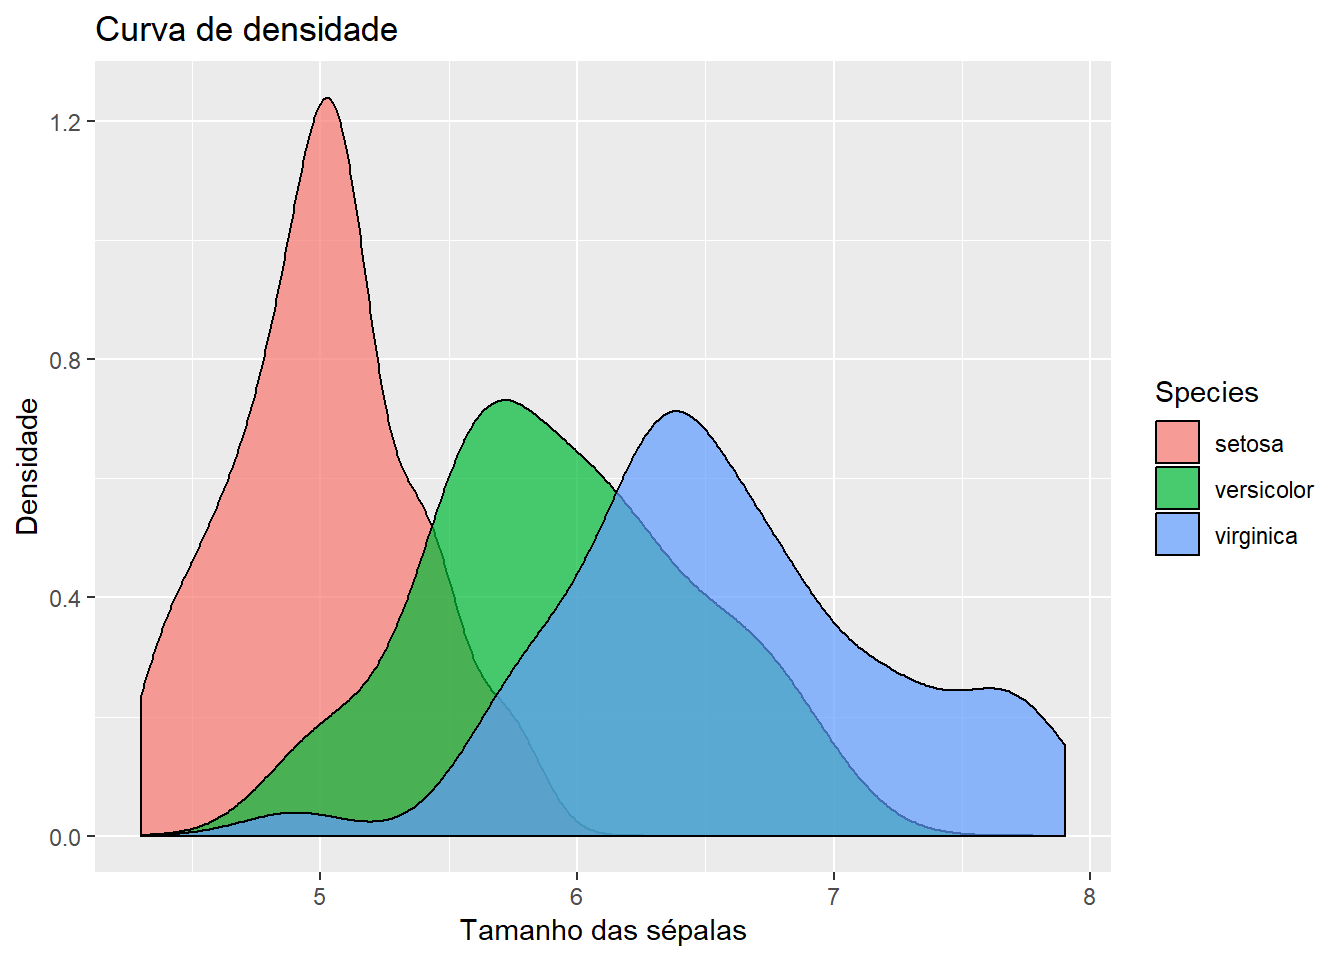 Curva de densidade
1.2
0.8
0.4
0.0
Densidade
5
6
7
8
Tamanho das sépalas
Species
setosa
versicolor
virginica